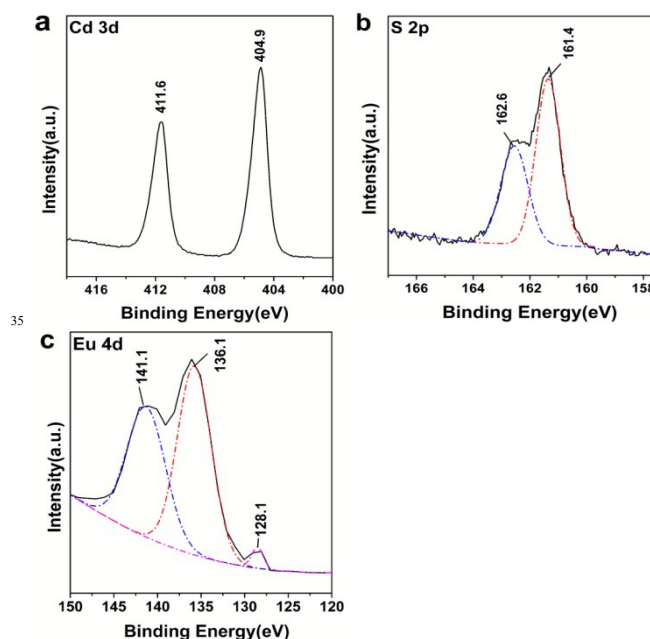 a Cd 3d
404.9
411.6
Intensity(a.u.)
416 412 408 404 400
Binding Energy(eV)
b S 2p
161.4
162.6
Intensity(a.u.)
166 164 162 160 158
Binding Energy(eV)
35
c Eu 4d
141.1
136.1
128.1
Intensity(a.u.)
150 145 140 135 130 125 120
Binding Energy(eV)